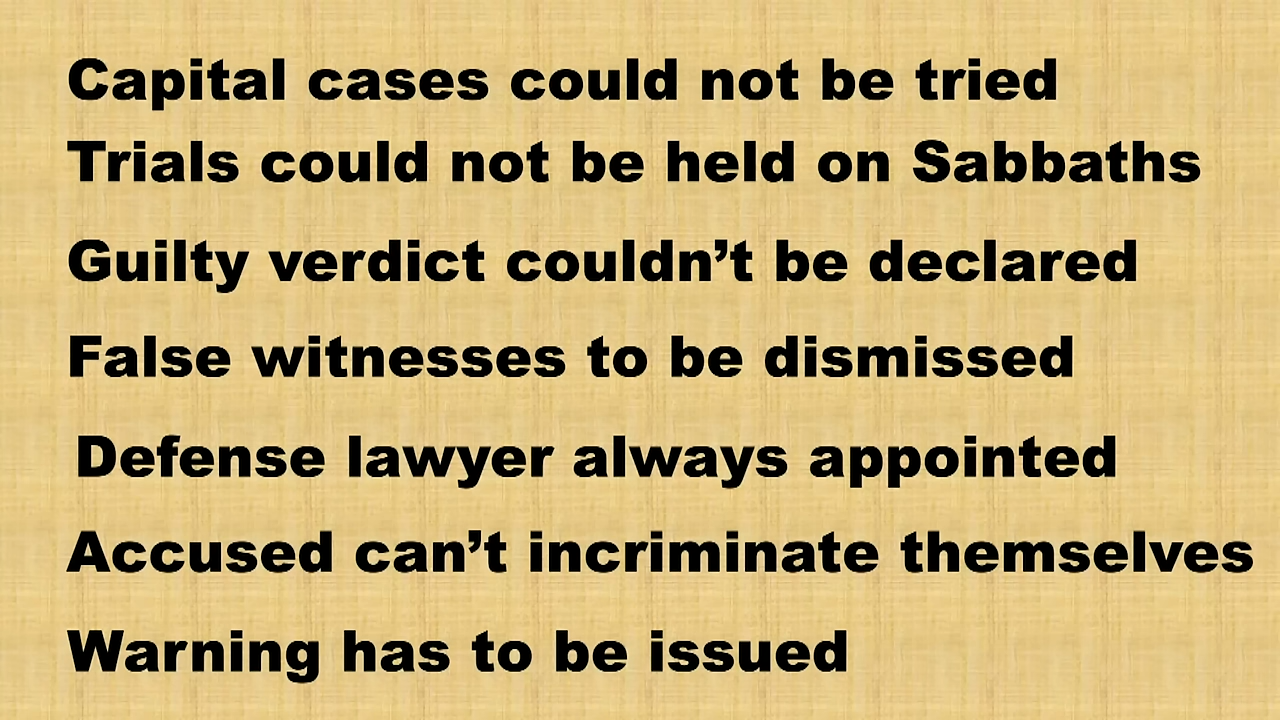 Capital cases could not be tried
Trials could not be held on Sabbaths
Guilty verdict couldn’t be declared
False witnesses to be dismissed
Defense lawyer always appointed
Accused can’t incriminate themselves
Warning has to be issued